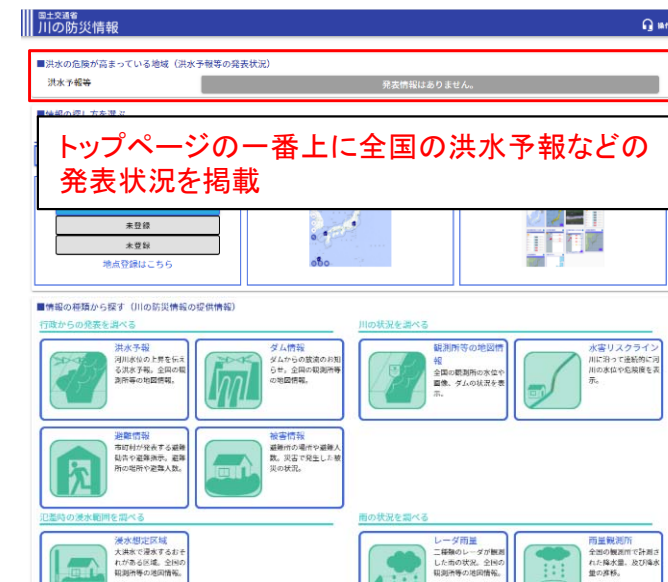 国土交通省
川の防災情報
■洪水の危険が高まっている地域（洪水予報等の発表状況）
洪水予報等
発表情報はありません。
トップページの一番上に全国の洪水予報などの
発表状況を掲載
未登録
未登録
地点登録はこちら
■情報の種類から探す（川の防災情報の提供情報）
行政からの発表を調べる
洪水予報
河川水位の上昇を伝え
る洪水予報。全国の観
測所等の地図情報。
ダム情報
ダムからの放流のお知
らせ。全国の観測所等
の地図情報。
避難情報
市町村が発表する避難
勧告や避難指示。避難
所の場所や避難人数。
被害情報
避難所の場所や避難人
数。災害で発生した被
災の状況。
氾濫時の浸水範囲を調べる
浸水想定区域
大洪水で浸水するおそ
れがある区域。全国の
観測所等の地図情報。
川の状況を調べる
観測所等の地図情
報
全国の観測所の水位や
画像、ダムの状況を表
示。
水害リスクライン
川に沿って連続的に河
川の水位や危険度を表
示。
雨の状況を調べる
レーダ雨量
二種類のレーダが観測
した雨の状況。全国の
観測所等の地図情報。
雨量観測所
全国の観測所で計測さ
れた降水量、及び降水
量の推移。